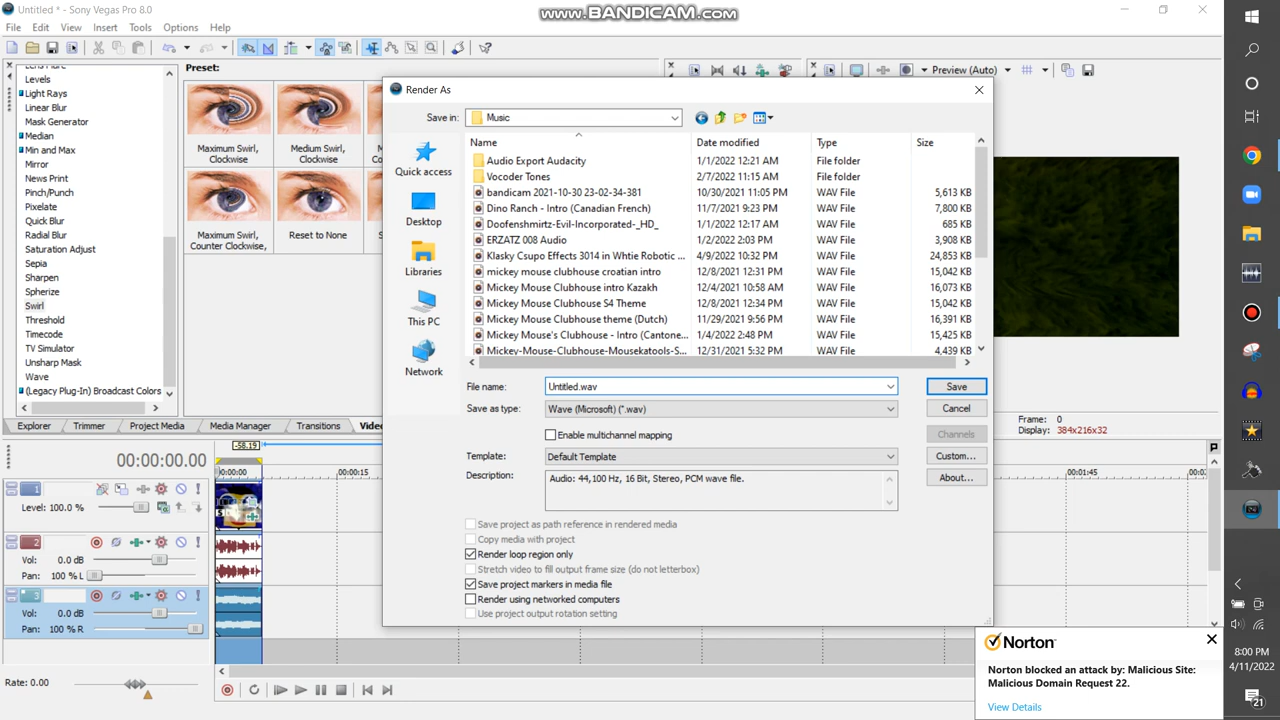 Untitled * - Sony Vegas Pro 8.0
www.BANDICAM.com
File Edit View Insert Tools Options Help
Levels
Light Rays
Linear Blur
Mask Generator
Median
Min and Max
Mirror
News Print
Pinch/Punch
Pixelate
Quick Blur
Radial Blur
Saturation Adjust
Sepia
Sharpen
Spherize
Swirl
Threshold
Timecode
TV Simulator
Unsharp Mask
Wave
(Legacy Plug-In) Broadcast Colors
Preset:
Maximum Swirl, Clockwise
Medium Swirl, Clockwise
Maximum Swirl, Counter Clockwise,
Reset to None
Preview (Auto)
Render As
Save in: Music
Quick access
Desktop
Libraries
This PC
Network
Name Date modified Type Size
Audio Export Audacity 1/1/2022 12:21 AM File folder
Vocoder Tones 2/7/2022 11:15 AM File folder
bandicam 2021-10-30 23-02-34-381 10/30/2021 11:05 PM WAV File 5,613 KB
Dino Ranch - Intro (Canadian French) 11/7/2021 9:23 PM WAV File 7,800 KB
Doofenshmirtz-Evil-Incorporated-_HD_ 1/1/2022 12:17 AM WAV File 685 KB
ERZATZ 008 Audio 1/2/2022 2:03 PM WAV File 3,908 KB
Klasky Csupo Effects 3014 in Whtie Robotic ... 4/9/2022 10:32 PM WAV File 24,853 KB
mickey mouse clubhouse croatian intro 12/8/2021 12:31 PM WAV File 15,042 KB
Mickey Mouse Clubhouse intro Kazakh 12/4/2021 10:58 AM WAV File 16,073 KB
Mickey Mouse Clubhouse S4 Theme 12/8/2021 12:34 PM WAV File 15,042 KB
Mickey Mouse Clubhouse theme (Dutch) 11/29/2021 9:56 PM WAV File 16,391 KB
Mickey Mouse's Clubhouse - Intro (Cantone... 1/4/2022 2:48 PM WAV File 15,425 KB
Mickey-Mouse-Clubhouse-Mousekatools-S... 12/31/2021 5:32 PM WAV File 4,439 KB
File name: Untitled.wav Save
Save as type: Wave (Microsoft) (*.wav) Cancel
Enable multichannel mapping Channels
Template: Default Template Custom...
Description: Audio: 44,100 Hz, 16 Bit, Stereo, PCM wave file. About...
Save project as path reference in rendered media
Copy media with project
Render loop region only
Stretch video to fill output frame size (do not letterbox)
Save project markers in media file
Render using networked computers
Use project output rotation setting
Frame: 0
Display: 384x216x32
Explorer Trimmer Project Media Media Manager Transitions
-58.19
00:00:00.00
00:00:15
00:01:45
1
Level: 100.0 %
2
Vol: 0.0 dB
Pan: 100 % L
3
Vol: 0.0 dB
Pan: 100 % R
Rate: 0.00
Norton
Norton blocked an attack by: Malicious Site:
Malicious Domain Request 22.
View Details
8:00 PM
4/11/2022
21